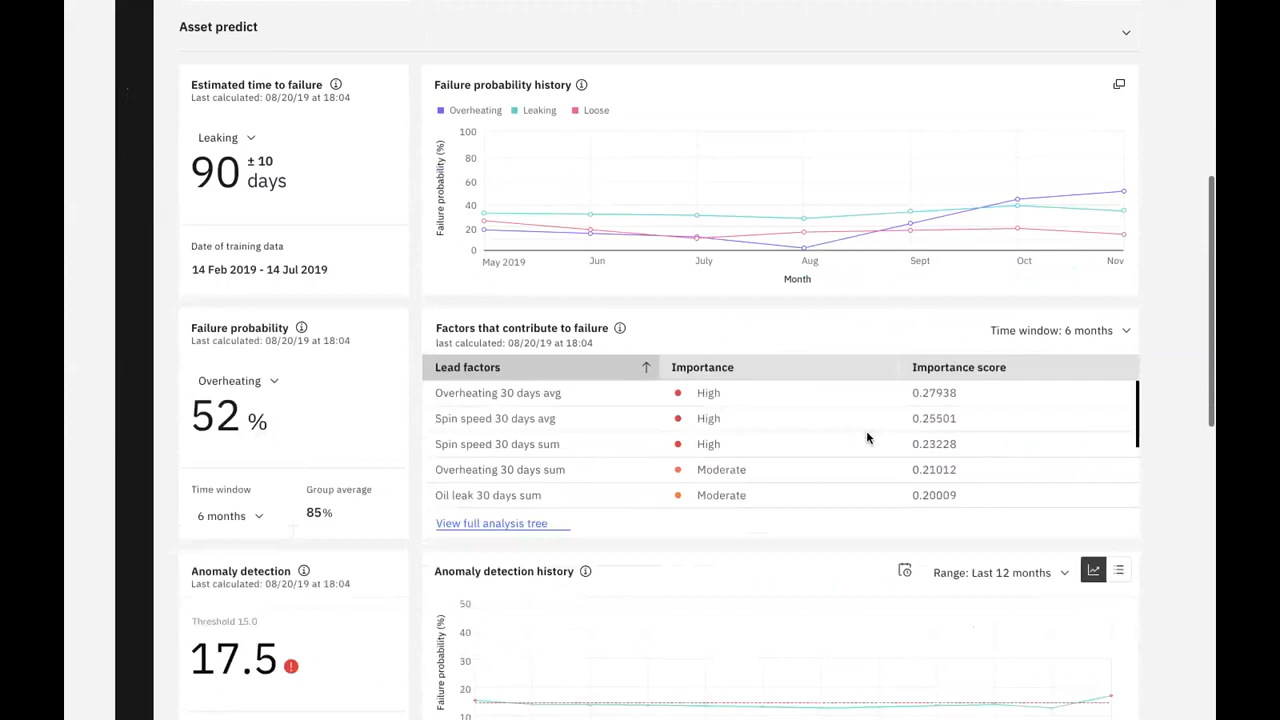 Asset predict
Estimated time to failure
Last calculated: 08/20/19 at 18:04
Leaking
90 ± 10 days
Date of training data
14 Feb 2019 - 14 Jul 2019
Failure probability history
Overheating Leaking Loose
Failure probability (%)
100
80
60
40
20
0
May 2019 Jun July Aug Sept Oct Nov
Month
Failure probability
Last calculated: 08/20/19 at 18:04
Overheating
52 %
Time window Group average
6 months 85%
Factors that contribute to failure
last calculated: 08/20/19 at 18:04
Time window: 6 months
Lead factors Importance Importance score
Overheating 30 days avg High 0.27938
Spin speed 30 days avg High 0.25501
Spin speed 30 days sum High 0.23228
Overheating 30 days sum Moderate 0.21012
Oil leak 30 days sum Moderate 0.20009
View full analysis tree
Anomaly detection
Last calculated: 08/20/19 at 18:04
Threshold 15.0
17.5
Anomaly detection history
Range: Last 12 months
Failure probability (%)
50
40
30
20
10